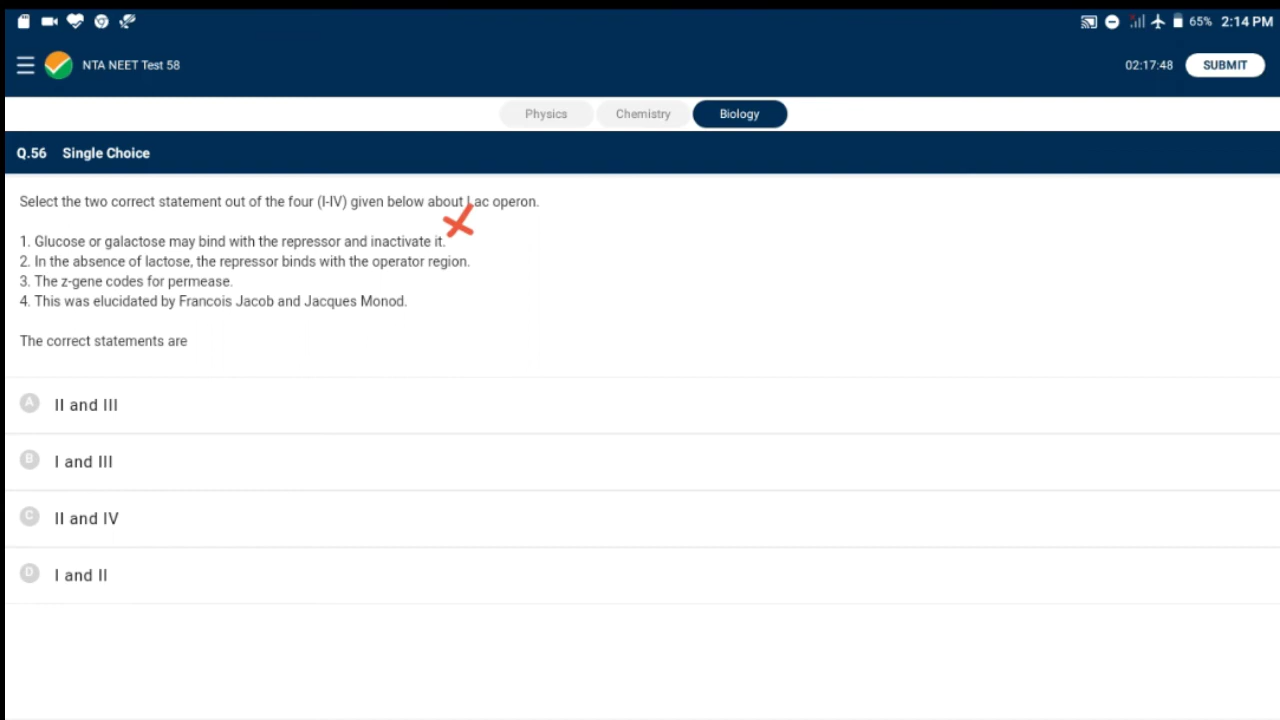 65% 2:14 PM
NTA NEET Test 58
02:17:48 SUBMIT
Physics Chemistry Biology
Q.56 Single Choice
Select the two correct statement out of the four (I-IV) given below about Lac operon.
1. Glucose or galactose may bind with the repressor and inactivate it.
2. In the absence of lactose, the repressor binds with the operator region.
3. The z-gene codes for permease.
4. This was elucidated by Francois Jacob and Jacques Monod.
The correct statements are
A II and III
B I and III
C II and IV
D I and II